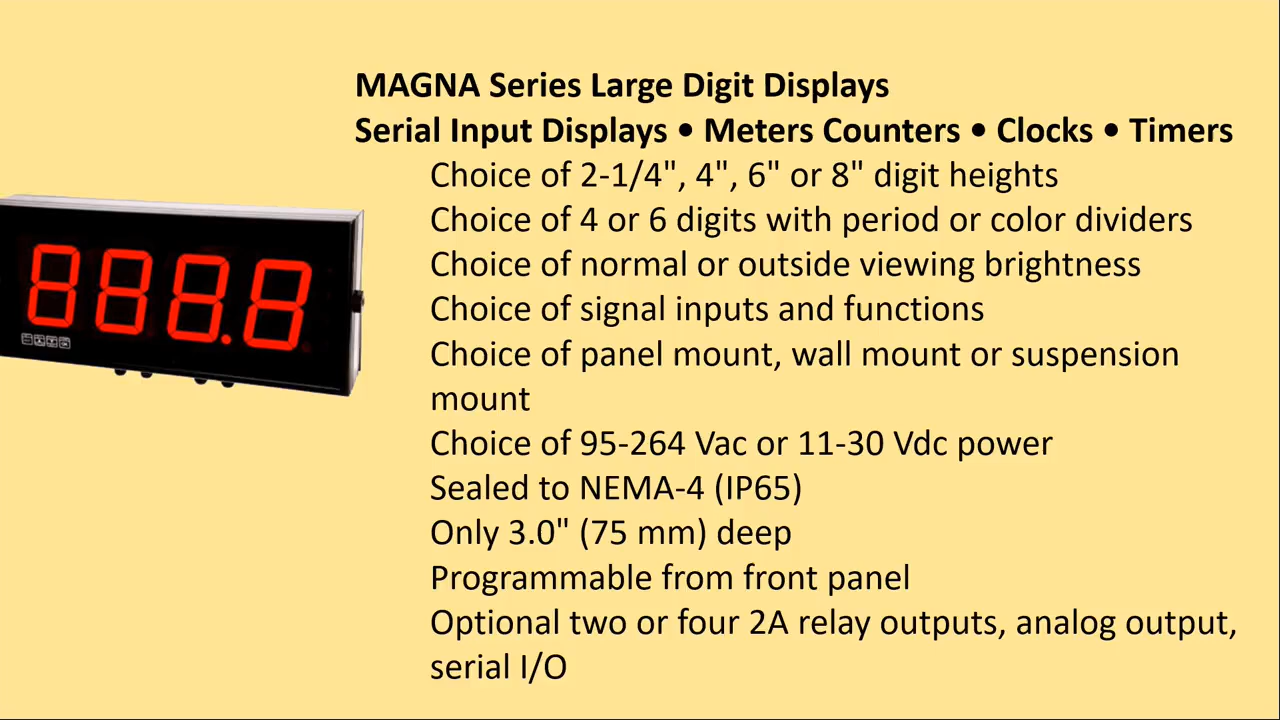 MAGNA Series Large Digit Displays
Serial Input Displays • Meters Counters • Clocks • Timers
Choice of 2-1/4", 4", 6" or 8" digit heights
Choice of 4 or 6 digits with period or color dividers
Choice of normal or outside viewing brightness
Choice of signal inputs and functions
Choice of panel mount, wall mount or suspension
mount
Choice of 95-264 Vac or 11-30 Vdc power
Sealed to NEMA-4 (IP65)
Only 3.0" (75 mm) deep
Programmable from front panel
Optional two or four 2A relay outputs, analog output,
serial I/O
888.8